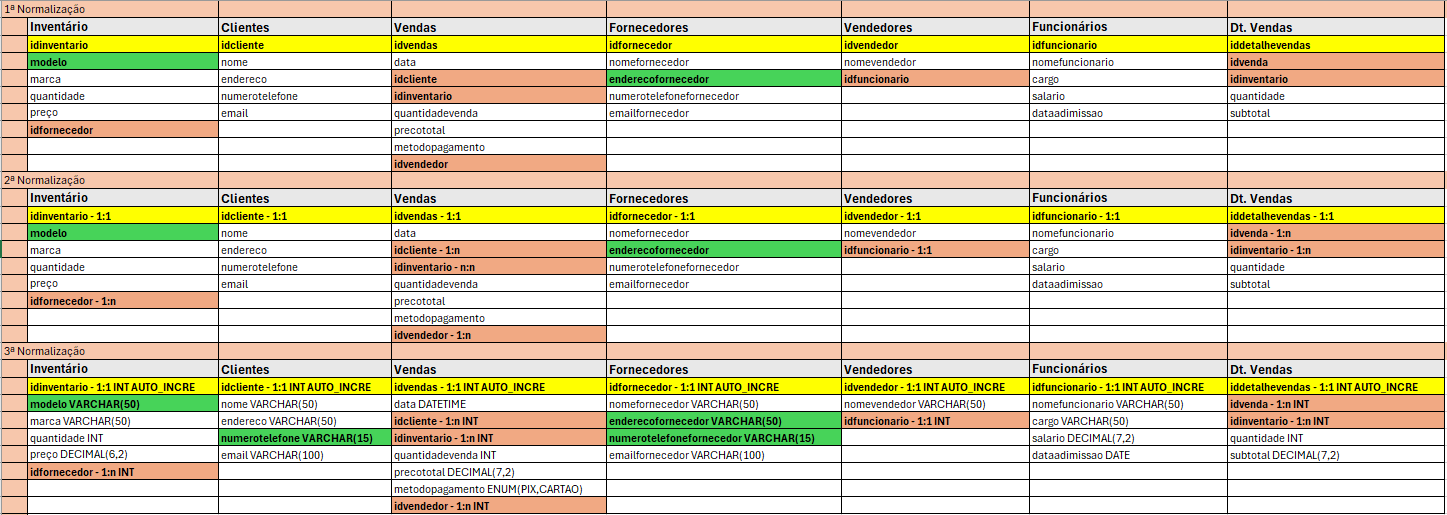 1ª Normalização
Inventário Clientes Vendas Fornecedores Vendedores Funcionários Dt. Vendas
idinventario idcliente idvendas idfornecedor idvendedor idfuncionario iddetalhevendas
modelo nome data nomefornecedor nomevendedor nomefuncionario idvenda
marca endereco idcliente enderecofornecedor idfuncionario cargo idinventario
quantidade numerotelefone idinventario numerotelefonefornecedor salario quantidade
preço email quantidadevenda emailfornecedor dataadimissao subtotal
idfornecedor precototal
metodopagamento
idvendedor
2ª Normalização
Inventário Clientes Vendas Fornecedores Vendedores Funcionários Dt. Vendas
idinventario - 1:1 idcliente - 1:1 idvendas - 1:1 idfornecedor - 1:1 idvendedor - 1:1 idfuncionario - 1:1 iddetalhevendas - 1:1
modelo nome data nomefornecedor nomevendedor nomefuncionario idvenda - 1:n
marca endereco idcliente - 1:n enderecofornecedor idfuncionario - 1:1 cargo idinventario - 1:n
quantidade numerotelefone idinventario - n:n numerotelefonefornecedor salario quantidade
preço email quantidadevenda emailfornecedor dataadimissao subtotal
idfornecedor - 1:n precototal
metodopagamento
idvendedor - 1:n
3ª Normalização
Inventário Clientes Vendas Fornecedores Vendedores Funcionários Dt. Vendas
idinventario - 1:1 INT AUTO_INCRE idcliente - 1:1 INT AUTO_INCRE idvendas - 1:1 INT AUTO_INCRE idfornecedor - 1:1 INT AUTO_INCRE idvendedor - 1:1 INT AUTO_INCRE idfuncionario - 1:1 INT AUTO_INCRE iddetalhevendas - 1:1 INT AUTO_INCRE
modelo VARCHAR(50) nome VARCHAR(50) data DATETIME nomefornecedor VARCHAR(50) nomevendedor VARCHAR(50) nomefuncionario VARCHAR(50) idvenda - 1:n INT
marca VARCHAR(50) endereco VARCHAR(50) idcliente - 1:n INT enderecofornecedor VARCHAR(50) idfuncionario - 1:1 INT cargo VARCHAR(50) idinventario - 1:n INT
quantidade INT numerotelefone VARCHAR(15) idinventario - 1:n INT numerotelefonefornecedor VARCHAR(15) salario DECIMAL(7,2) quantidade INT
preço DECIMAL(6,2) email VARCHAR(100) quantidadevenda INT emailfornecedor VARCHAR(100) dataadimissao DATE subtotal DECIMAL(7,2)
idfornecedor - 1:n INT precototal DECIMAL(7,2)
metodopagamento ENUM(PIX,CARTAO)
idvendedor - 1:n INT